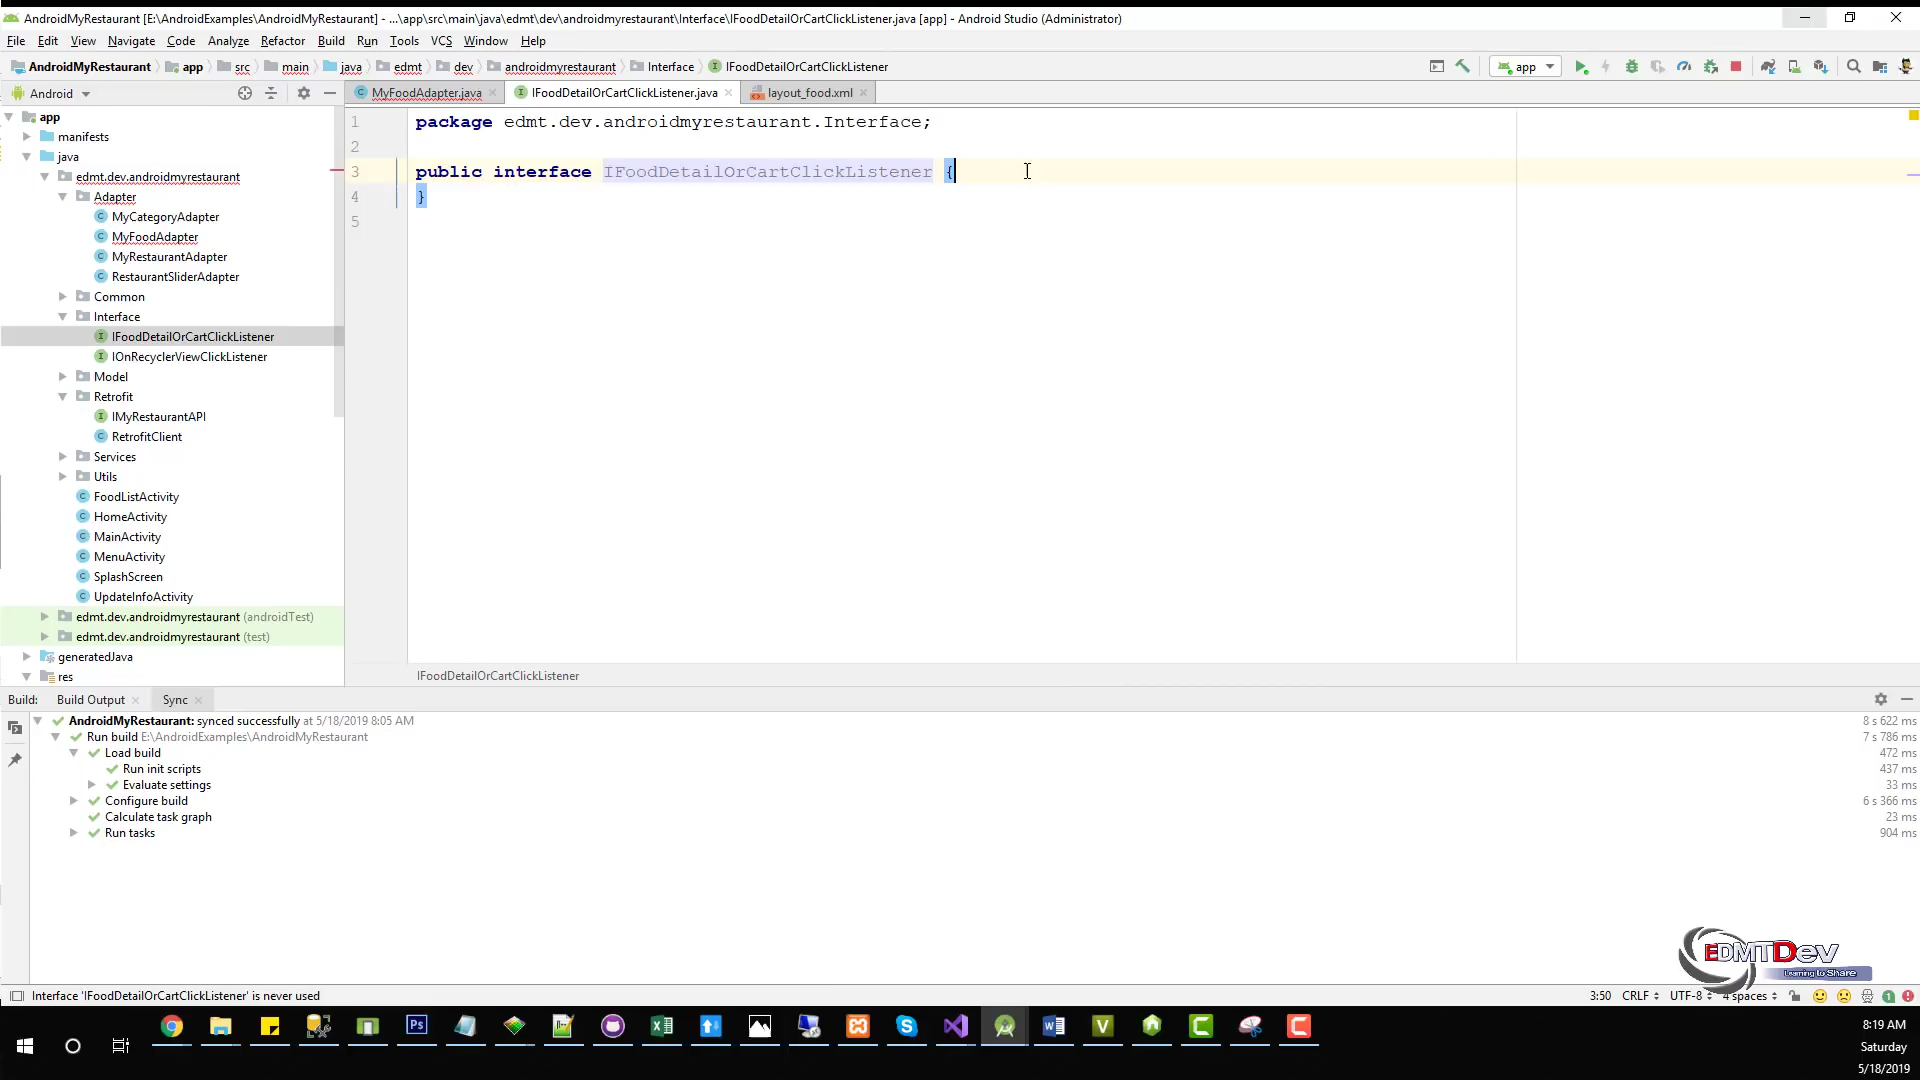 AndroidMyRestaurant [E:\AndroidExamples\AndroidMyRestaurant] - ...\app\src\main\java\edmt\dev\androidmyrestaurant\Interface\IFoodDetailOrCartClickListener.java [app] - Android Studio (Administrator)
File Edit View Navigate Code Analyze Refactor Build Run Tools VCS Window Help
AndroidMyRestaurant app src main java edmt dev androidmyrestaurant Interface IFoodDetailOrCartClickListener app
Android MyFoodAdapter.java IFoodDetailOrCartClickListener.java layout_food.xml
app
manifests
java
edmt.dev.androidmyrestaurant
Adapter
MyCategoryAdapter
MyFoodAdapter
MyRestaurantAdapter
RestaurantSliderAdapter
Common
Interface
IFoodDetailOrCartClickListener
IOnRecyclerViewClickListener
Model
Retrofit
IMyRestaurantAPI
RetrofitClient
Services
Utils
FoodListActivity
HomeActivity
MainActivity
MenuActivity
SplashScreen
UpdateInfoActivity
edmt.dev.androidmyrestaurant (androidTest)
edmt.dev.androidmyrestaurant (test)
generatedJava
res
1 package edmt.dev.androidmyrestaurant.Interface;
2
3 public interface IFoodDetailOrCartClickListener {
4 }
5
IFoodDetailOrCartClickListener
Build: Build Output Sync
AndroidMyRestaurant: synced successfully at 5/18/2019 8:05 AM 8 s 622 ms
Run build E:\AndroidExamples\AndroidMyRestaurant 7 s 786 ms
Load build 472 ms
Run init scripts 437 ms
Evaluate settings 33 ms
Configure build 6 s 366 ms
Calculate task graph 23 ms
Run tasks 904 ms
EDMTDev
Learning to Share
Interface 'IFoodDetailOrCartClickListener' is never used 3:50 CRLF UTF-8 4 spaces 1
8:19 AM
Saturday
5/18/2019